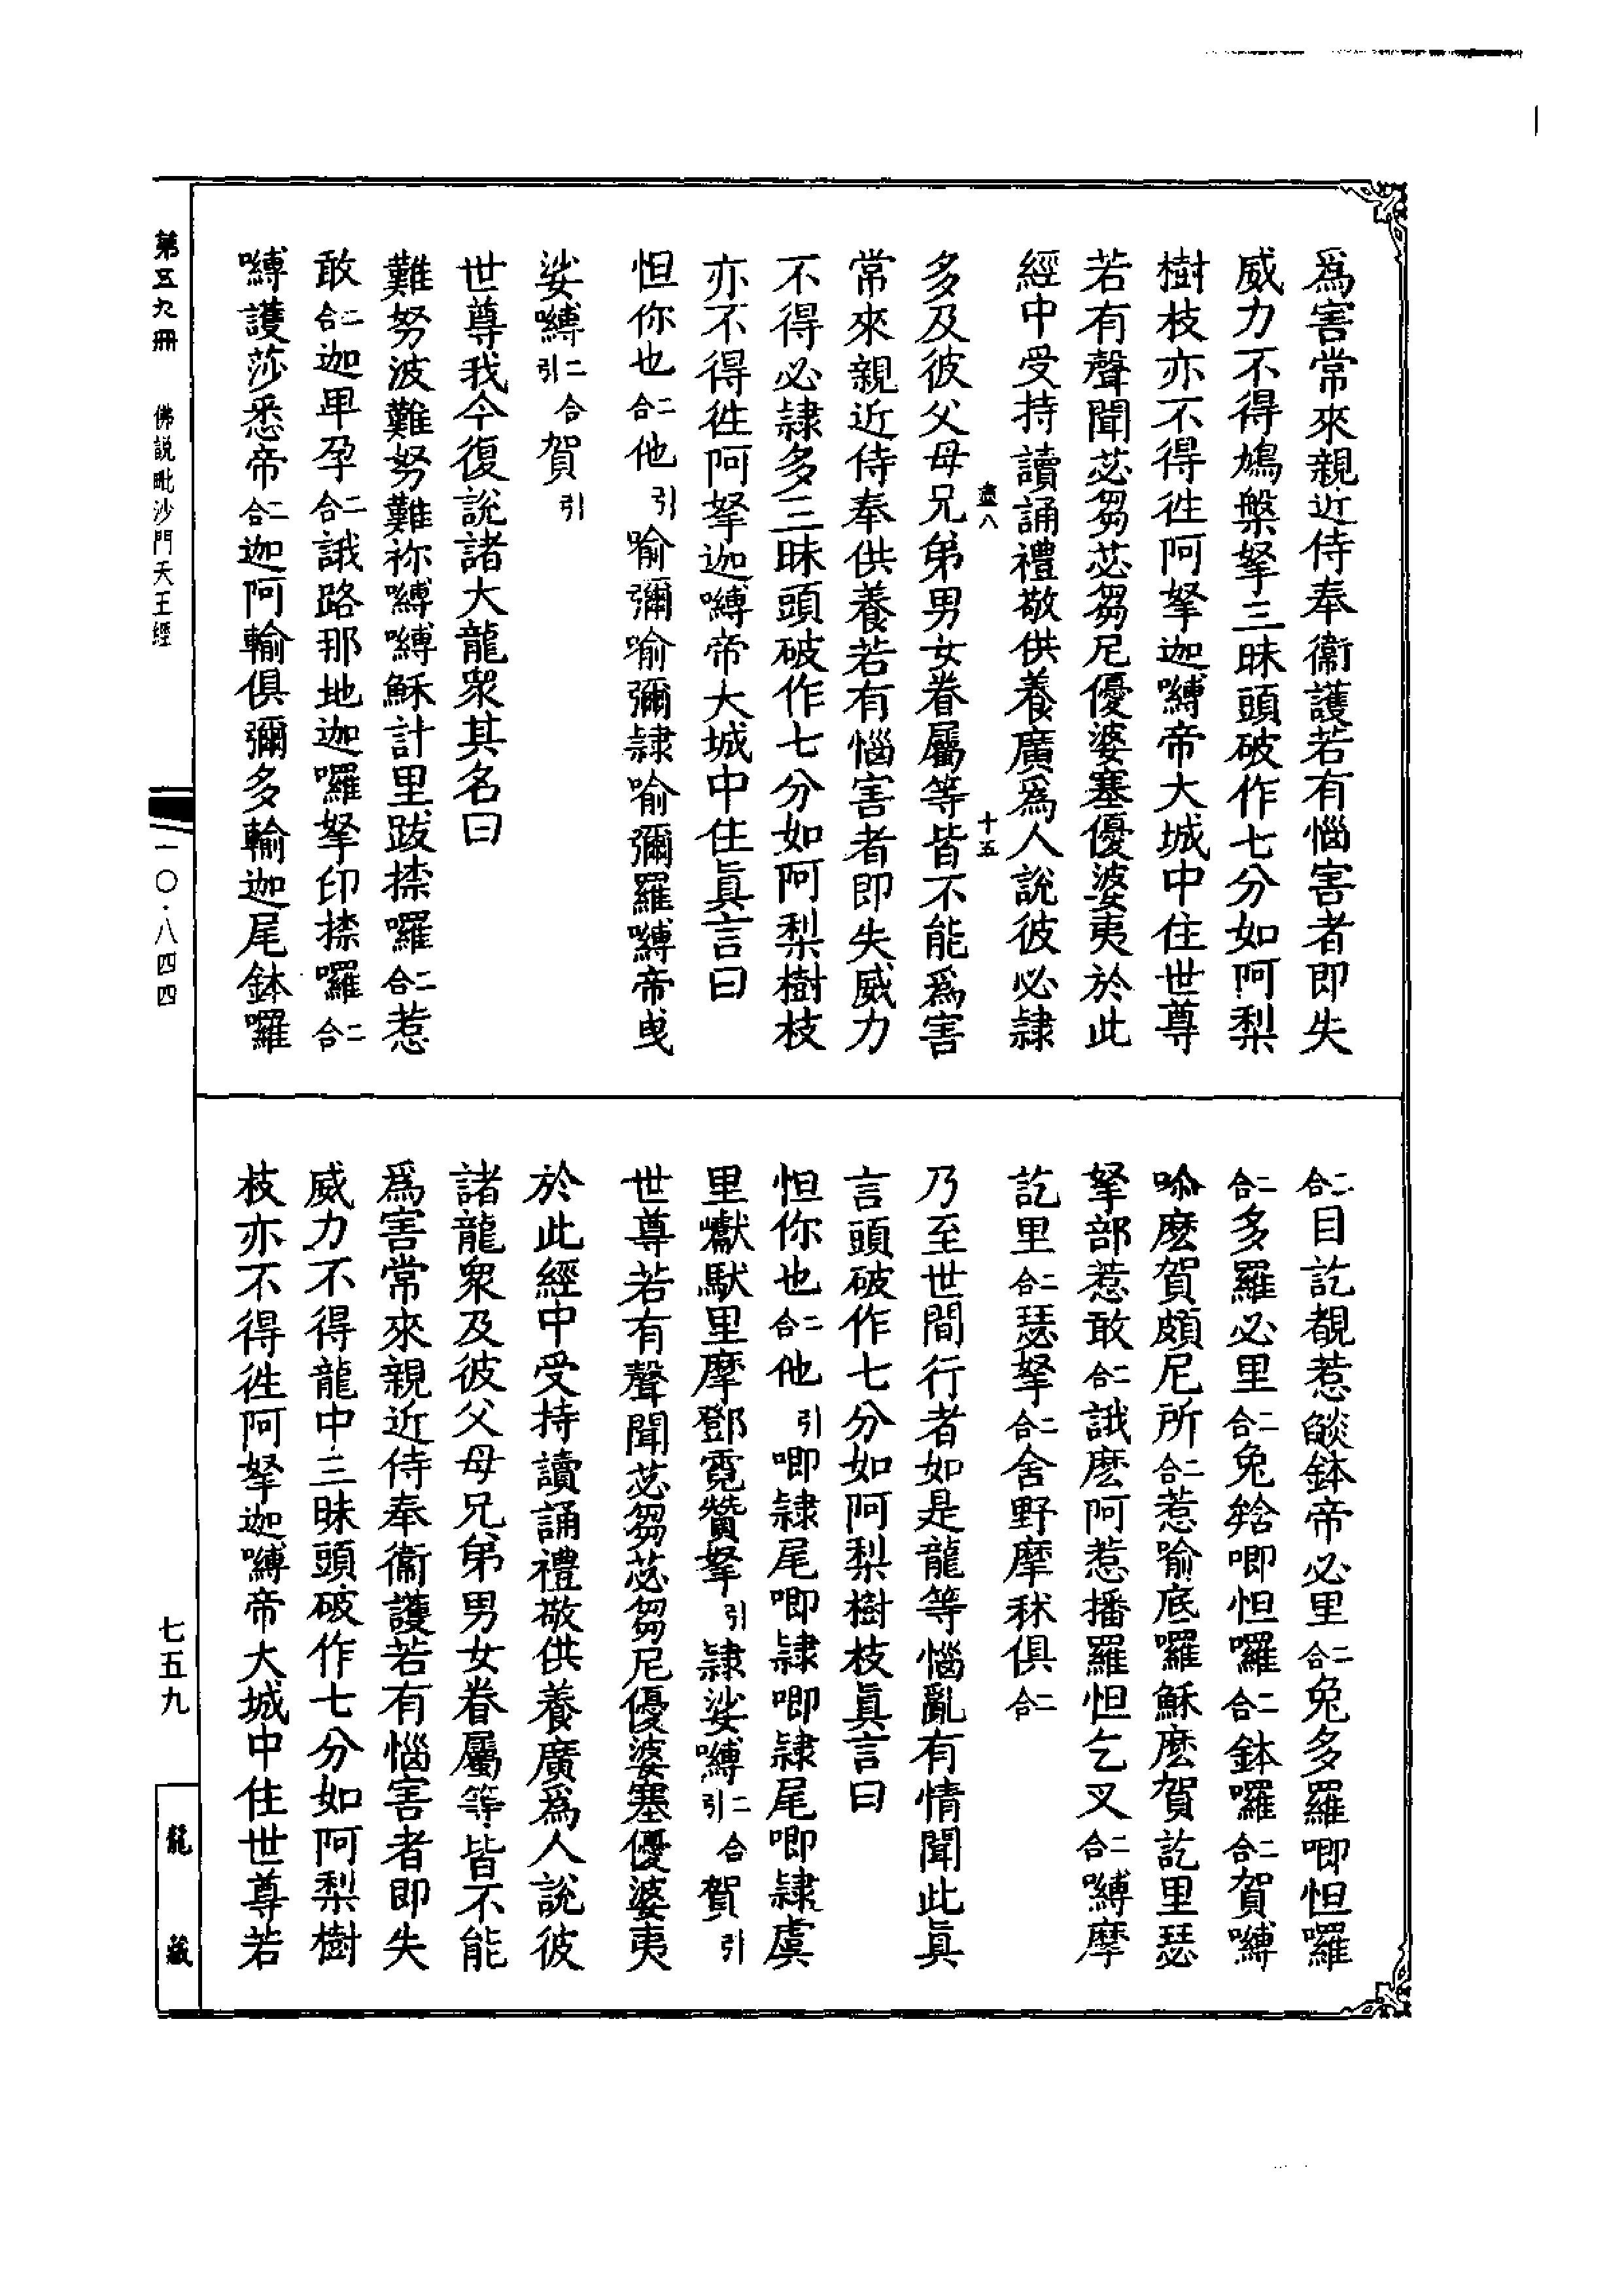 爲害常來親近侍奉衞護若有惱害者即失
威力不得鳩槃拏三昧頭破作七分如阿梨
樹枝亦不得徃阿拏迦嚩帝大城中住世尊
若有聲聞苾芻苾芻尼優婆塞優婆夷於此
經中受持讀誦禮敬供養廣爲人說彼必隷
盡八 十五
多及彼父母兄弟男女眷屬等皆不能爲害
常來親近侍奉供養若有惱害者即失威力
不得必隷多三昧頭破作七分如阿梨樹枝
亦不得徃阿拏迦嚩帝大城中住眞言曰
怛你也二合他引喻彌喻彌隷喻彌羅嚩帝曵
娑嚩二合引賀引
世尊我今復說諸大龍衆其名曰
難努波難努難祢嚩嚩穌計里跋捺囉二合惹
敢二合迦卑孕二合誐路那地迦囉拏印捺囉二合
嚩護莎悉帝二合迦阿輸俱彌多輸迦尾鉢囉
二合目訖覩惹燄鉢帝必里二合兔多羅唧怛囉
二合多羅必里二合兔唧怛囉二合鉢囉二合賀嚩
喻麽賀頗尼所二合惹喻底囉穌麽賀訖里瑟
拏部惹敢二合誐麽阿惹播羅怛乞叉二合嚩摩
訖里二合瑟拏二合舍野摩秫俱二合
乃至世間行者如是龍等惱亂有情聞此眞
言頭破作七分如阿梨樹枝眞言曰
怛你也二合他引唧隷尾唧隷唧隷尾唧隷虞
里巘馱里摩鄧霓贊拏引隷娑嚩二合引賀引
世尊若有聲聞苾芻苾芻尼優婆塞優婆夷
於此經中受持讀誦禮敬供養廣爲人說彼
諸龍衆及彼父母兄弟男女眷屬等皆不能
爲害常來親近侍奉衞護若有惱害者即失
威力不得龍中三昧頭破作七分如阿梨樹
枝亦不得徃阿拏迦嚩帝大城中住世尊若
第五九冊 佛説毗沙門天王經
一〇·八四四
七五九
龍藏